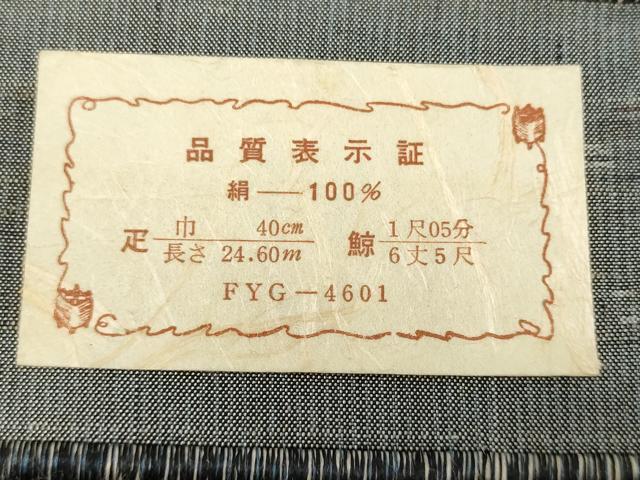 品質表示証
絹──100%
疋 巾 40cm 鯨 1尺05分
長さ 24.60m 6丈5尺
FYG-4601